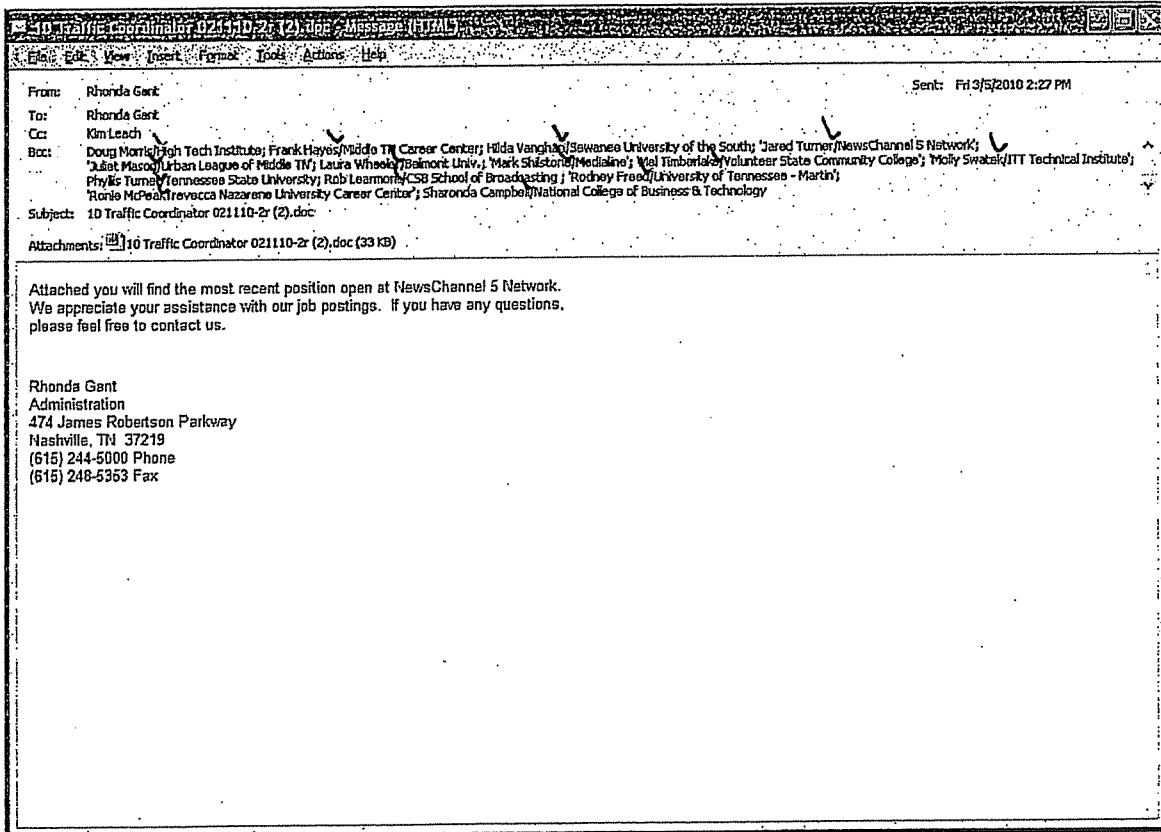 10 Traffic Coordinator 021110-2r (2).doc - Message (HTML)
File Edit View Insert Format Tools Actions Help
From: Rhonda Gant
Sent: Fri 3/5/2010 2:27 PM
To: Rhonda Gant
Cc: Kim Leach
Bcc: Doug Morris/High Tech Institute; Frank Hayes/Middle TN Career Center; Hilda Vanghan/Sewanee University of the South; 'Jared Turner/NewsChannel 5 Network';
'Juliet Mason/Urban League of Middle TN'; Laura Wheeler/Belmont Univ.; 'Mark Shistone/Medialine'; Mel Timberlake/Volunteer State Community College'; 'Molly Swatek/ITT Technical Institute';
Phyllis Turner/Tennessee State University; Rob Learmont/CSB School of Broadcasting ; 'Rodney Freed/University of Tennessee - Martin';
'Ronie McPeak/Trevecca Nazarene University Career Center'; Sharonda Campbell/National College of Business & Technology
Subject: 10 Traffic Coordinator 021110-2r (2).doc
Attachments: 10 Traffic Coordinator 021110-2r (2).doc (33 KB)
Attached you will find the most recent position open at NewsChannel 5 Network.
We appreciate your assistance with our job postings. If you have any questions,
please feel free to contact us.
Rhonda Gant
Administration
474 James Robertson Parkway
Nashville, TN 37219
(615) 244-5000 Phone
(615) 248-5353 Fax